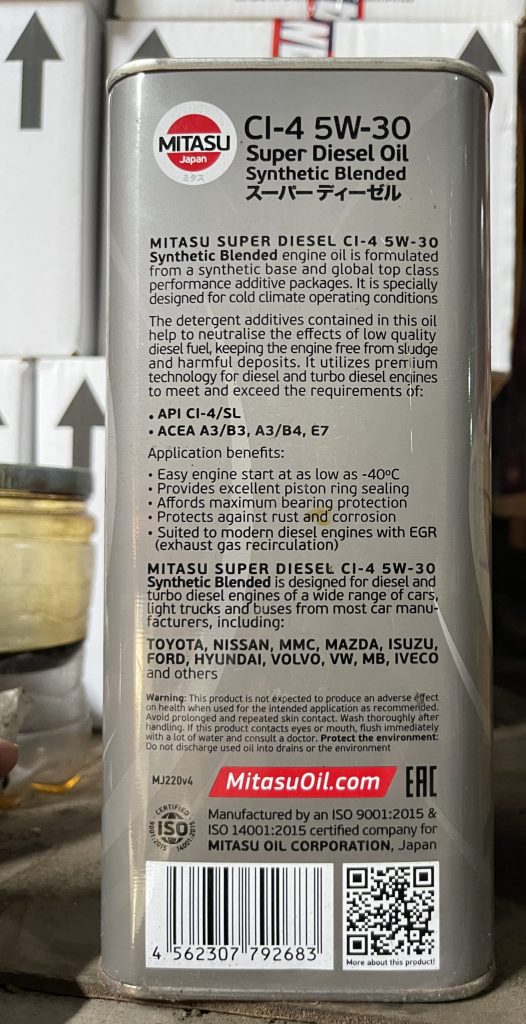 MITASU
Japan
ミタス
CI-4 5W-30
Super Diesel Oil
Synthetic Blended
スーパー ディーゼル
MITASU SUPER DIESEL CI-4 5W-30
Synthetic Blended engine oil is formulated
from a synthetic base and global top class
performance additive packages. It is specially
designed for cold climate operating conditions
The detergent additives contained in this oil
help to neutralise the effects of low quality
diesel fuel, keeping the engine free from sludge
and harmful deposits. It utilizes premium
technology for diesel and turbo diesel engines
to meet and exceed the requirements of:
• API CI-4/SL
• ACEA A3/B3, A3/B4, E7
Application benefits:
• Easy engine start at as low as -40ºC
• Provides excellent piston ring sealing
• Affords maximum bearing protection
• Protects against rust and corrosion
• Suited to modern diesel engines with EGR
(exhaust gas recirculation)
MITASU SUPER DIESEL CI-4 5W-30
Synthetic Blended is designed for diesel and
turbo diesel engines of a wide range of cars,
light trucks and buses from most car manu-
facturers, including:
TOYOTA, NISSAN, MMC, MAZDA, ISUZU,
FORD, HYUNDAI, VOLVO, VW, MB, IVECO
and others
Warning: This product is not expected to produce an adverse effect
on health when used for the intended application as recommended.
Avoid prolonged and repeated skin contact. Wash thoroughly after
handling. If this product contacts eyes or mouth, flush immediately
with a lot of water and consult a doctor. Protect the environment:
Do not discharge used oil into drains or the environment
MJ220v4
MitasuOil.com
EAC
CERTIFIED
ISO
9001:2015
14001:2015
Manufactured by an ISO 9001:2015 &
ISO 14001:2015 certified company for
MITASU OIL CORPORATION, Japan
4 562307 792683
More about this product!